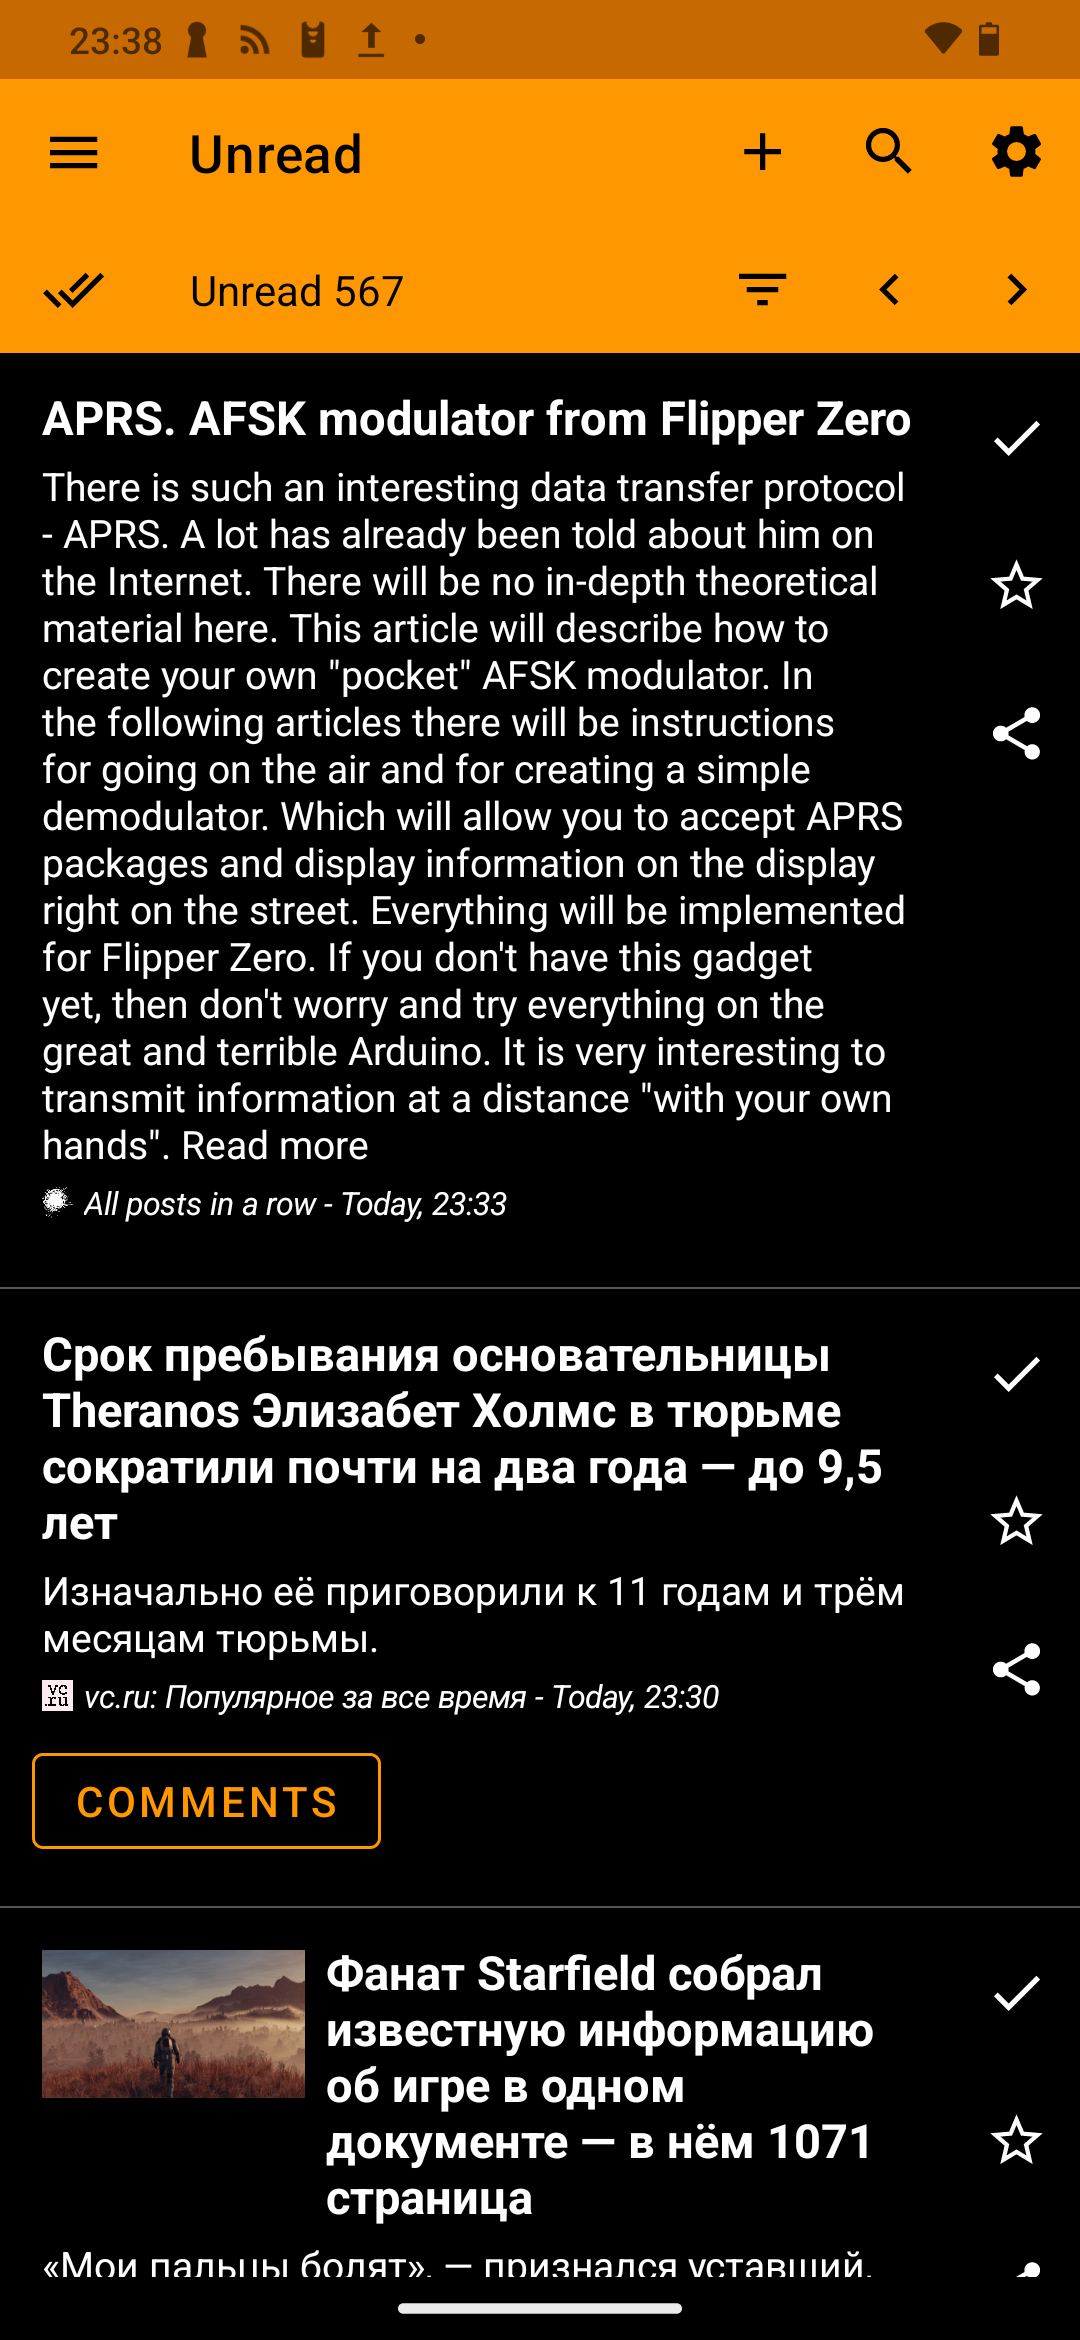 23:38
Unread
Unread 567
APRS. AFSK modulator from Flipper Zero
There is such an interesting data transfer protocol
- APRS. A lot has already been told about him on
the Internet. There will be no in-depth theoretical
material here. This article will describe how to
create your own "pocket" AFSK modulator. In
the following articles there will be instructions
for going on the air and for creating a simple
demodulator. Which will allow you to accept APRS
packages and display information on the display
right on the street. Everything will be implemented
for Flipper Zero. If you don't have this gadget
yet, then don't worry and try everything on the
great and terrible Arduino. It is very interesting to
transmit information at a distance "with your own
hands". Read more
All posts in a row - Today, 23:33
Срок пребывания основательницы
Theranos Элизабет Холмс в тюрьме
сократили почти на два года — до 9,5
лет
Изначально её приговорили к 11 годам и трём
месяцам тюрьмы.
vc.ru
vc.ru: Популярное за все время - Today, 23:30
COMMENTS
Фанат Starfield собрал
известную информацию
об игре в одном
документе — в нём 1071
страница
«Мои пальцы болят», — признался уставший.